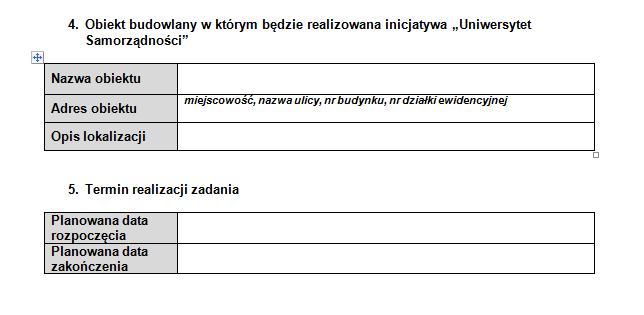 4. Obiekt budowlany w którym będzie realizowana inicjatywa „Uniwersytet
Samorządności”
Nazwa obiektu
Adres obiektu
miejscowość, nazwa ulicy, nr budynku, nr działki ewidencyjnej
Opis lokalizacji
5. Termin realizacji zadania
Planowana data
rozpoczęcia
Planowana data
zakończenia